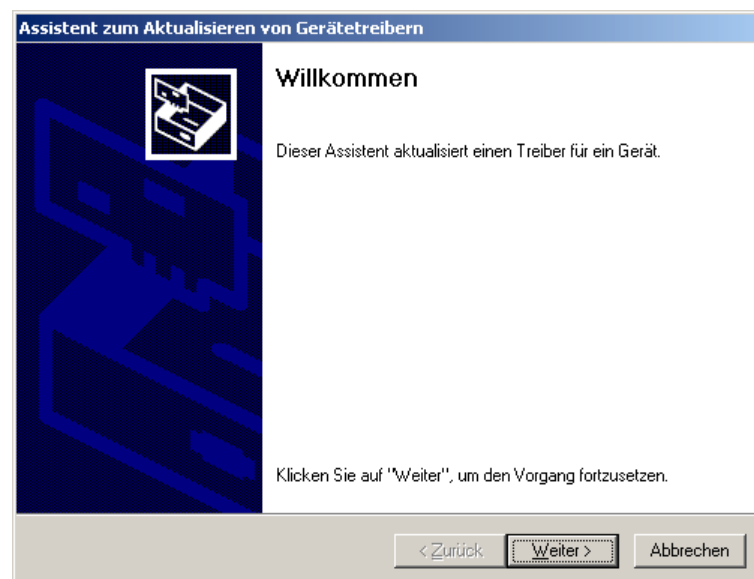 Assistent zum Aktualisieren von Gerätetreibern
Willkommen
Dieser Assistent aktualisiert einen Treiber für ein Gerät.
Klicken Sie auf "Weiter", um den Vorgang fortzusetzen.
< Zurück
Weiter >
Abbrechen